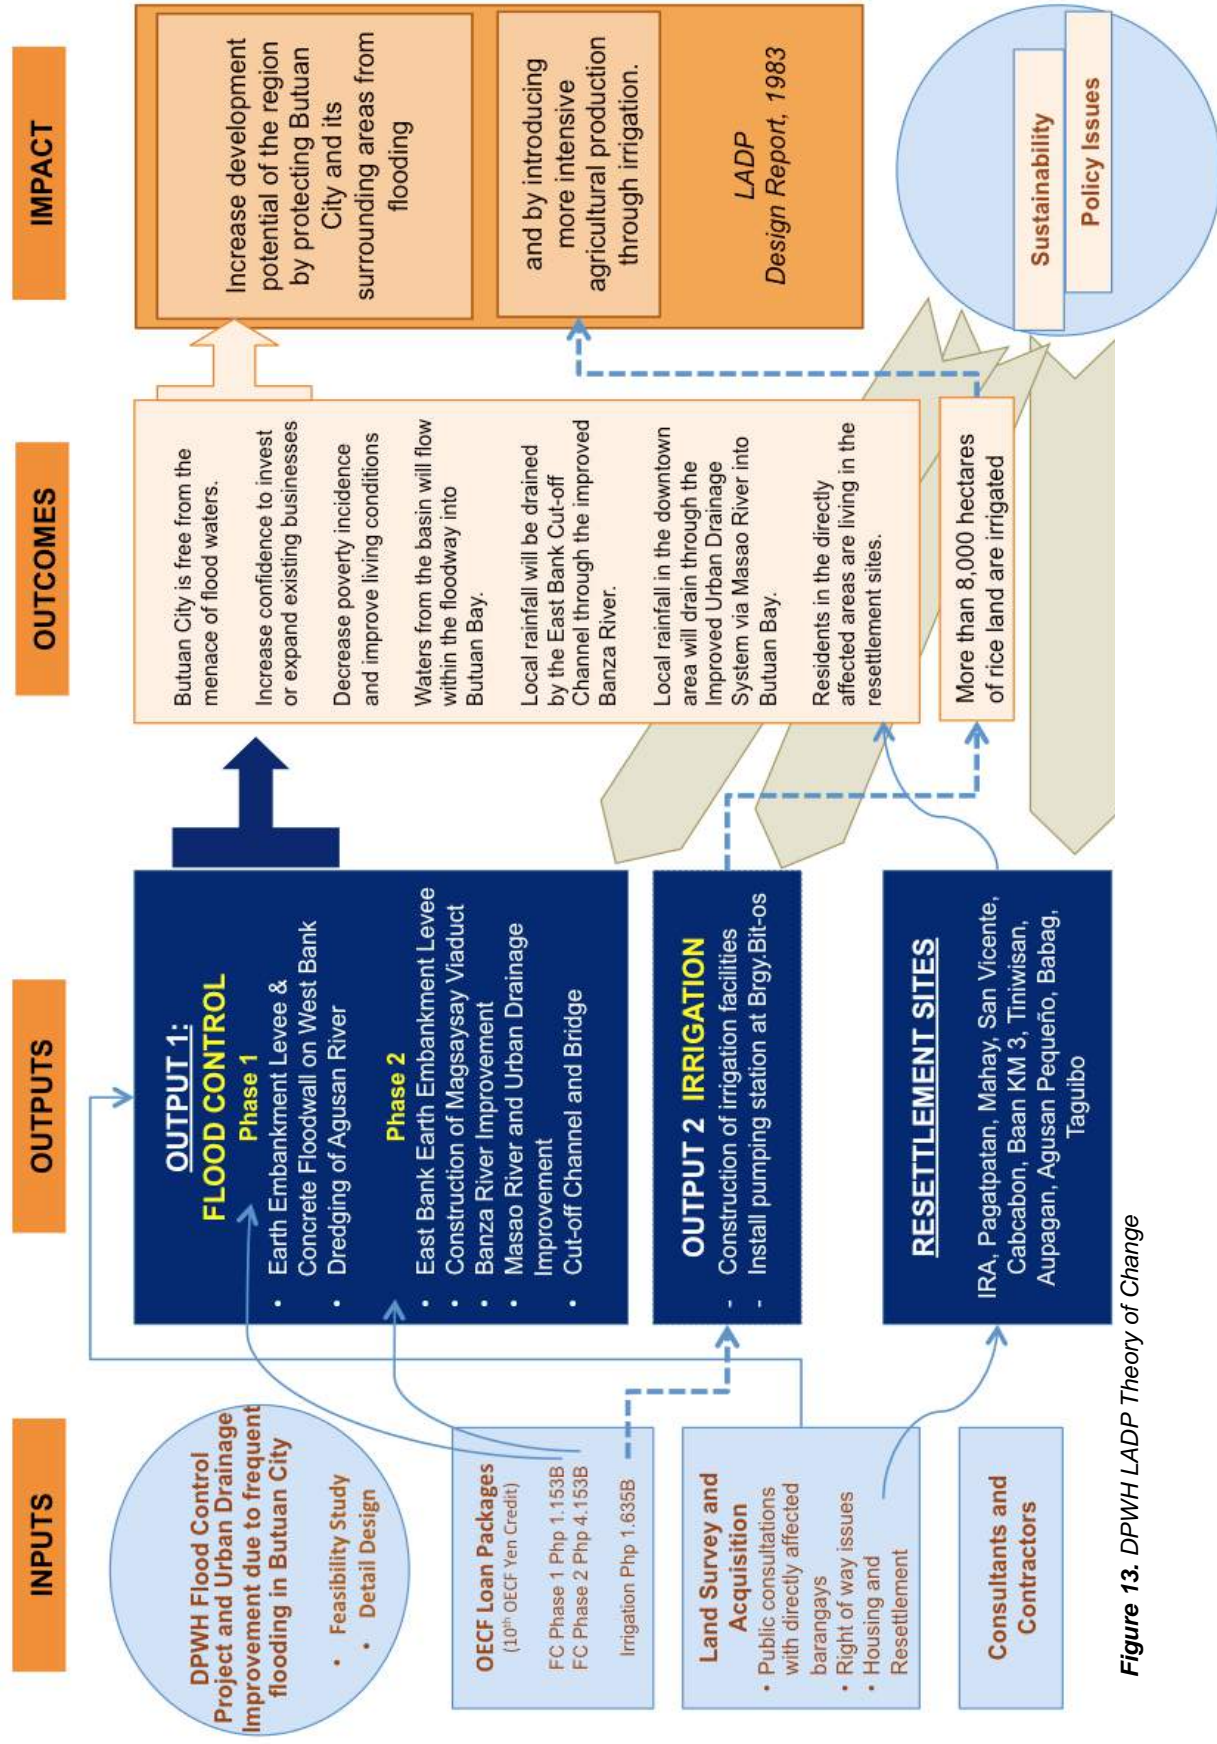 INPUTS
OUTPUTS
OUTCOMES
IMPACT
DPWH Flood Control
Project and Urban Drainage
Improvement due to frequent
flooding in Butuan City
• Feasibility Study
• Detail Design
OECF Loan Packages
(10th OECF Yen Credit)
FC Phase 1 Php 1.153B
FC Phase 2 Php 4.153B
Irrigation Php 1.635B
Land Survey and
Acquisition
• Public consultations
with directly affected
barangays
• Right of way issues
• Housing and
Resettlement
Consultants and
Contractors
OUTPUT 1:
FLOOD CONTROL
Phase 1
• Earth Embankment Levee &
Concrete Floodwall on West Bank
• Dredging of Agusan River
Phase 2
• East Bank Earth Embankment Levee
• Construction of Magsaysay Viaduct
• Banza River Improvement
• Masao River and Urban Drainage
Improvement
• Cut-off Channel and Bridge
OUTPUT 2 IRRIGATION
- Construction of irrigation facilities
- Install pumping station at Brgy.Bit-os
RESETTLEMENT SITES
IRA, Pagatpatan, Mahay, San Vicente,
Cabcabon, Baan KM 3, Tiniwisan,
Aupagan, Agusan Pequeño, Babag,
Taguibo
Butuan City is free from the
menace of flood waters.
Increase confidence to invest
or expand existing businesses
Decrease poverty incidence
and improve living conditions
Waters from the basin will flow
within the floodway into
Butuan Bay.
Local rainfall will be drained
by the East Bank Cut-off
Channel through the improved
Banza River.
Local rainfall in the downtown
area will drain through the
Improved Urban Drainage
System via Masao River into
Butuan Bay.
Residents in the directly
affected areas are living in the
resettlement sites.
More than 8,000 hectares
of rice land are irrigated
Increase development
potential of the region
by protecting Butuan
City and its
surrounding areas from
flooding
and by introducing
more intensive
agricultural production
through irrigation.
LADP
Design Report, 1983
Sustainability
Policy Issues
Figure 13. DPWH LADP Theory of Change